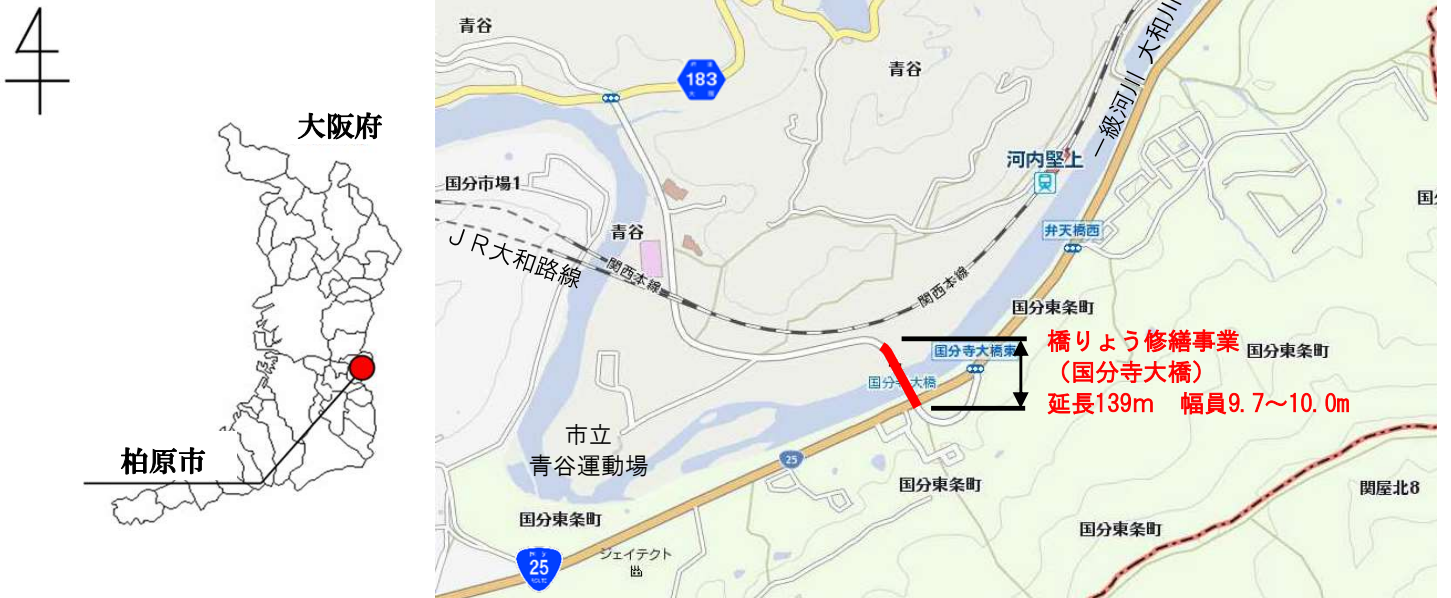 大阪府
柏原市
青谷
183
青谷
一級河川 大和川
河内堅上
国分市場1
青谷
JR大和路線
関西本線
関西本線
弁天橋西
国分東条町
国分寺大橋東
国分寺大橋
橋りょう修繕事業
(国分寺大橋)
延長139m 幅員9.7～10.0m
国分東条町
市立
青谷運動場
25
国分東条町
国分東条町
国分東条町
関屋北8
ジェイテクト
25
ROUTE